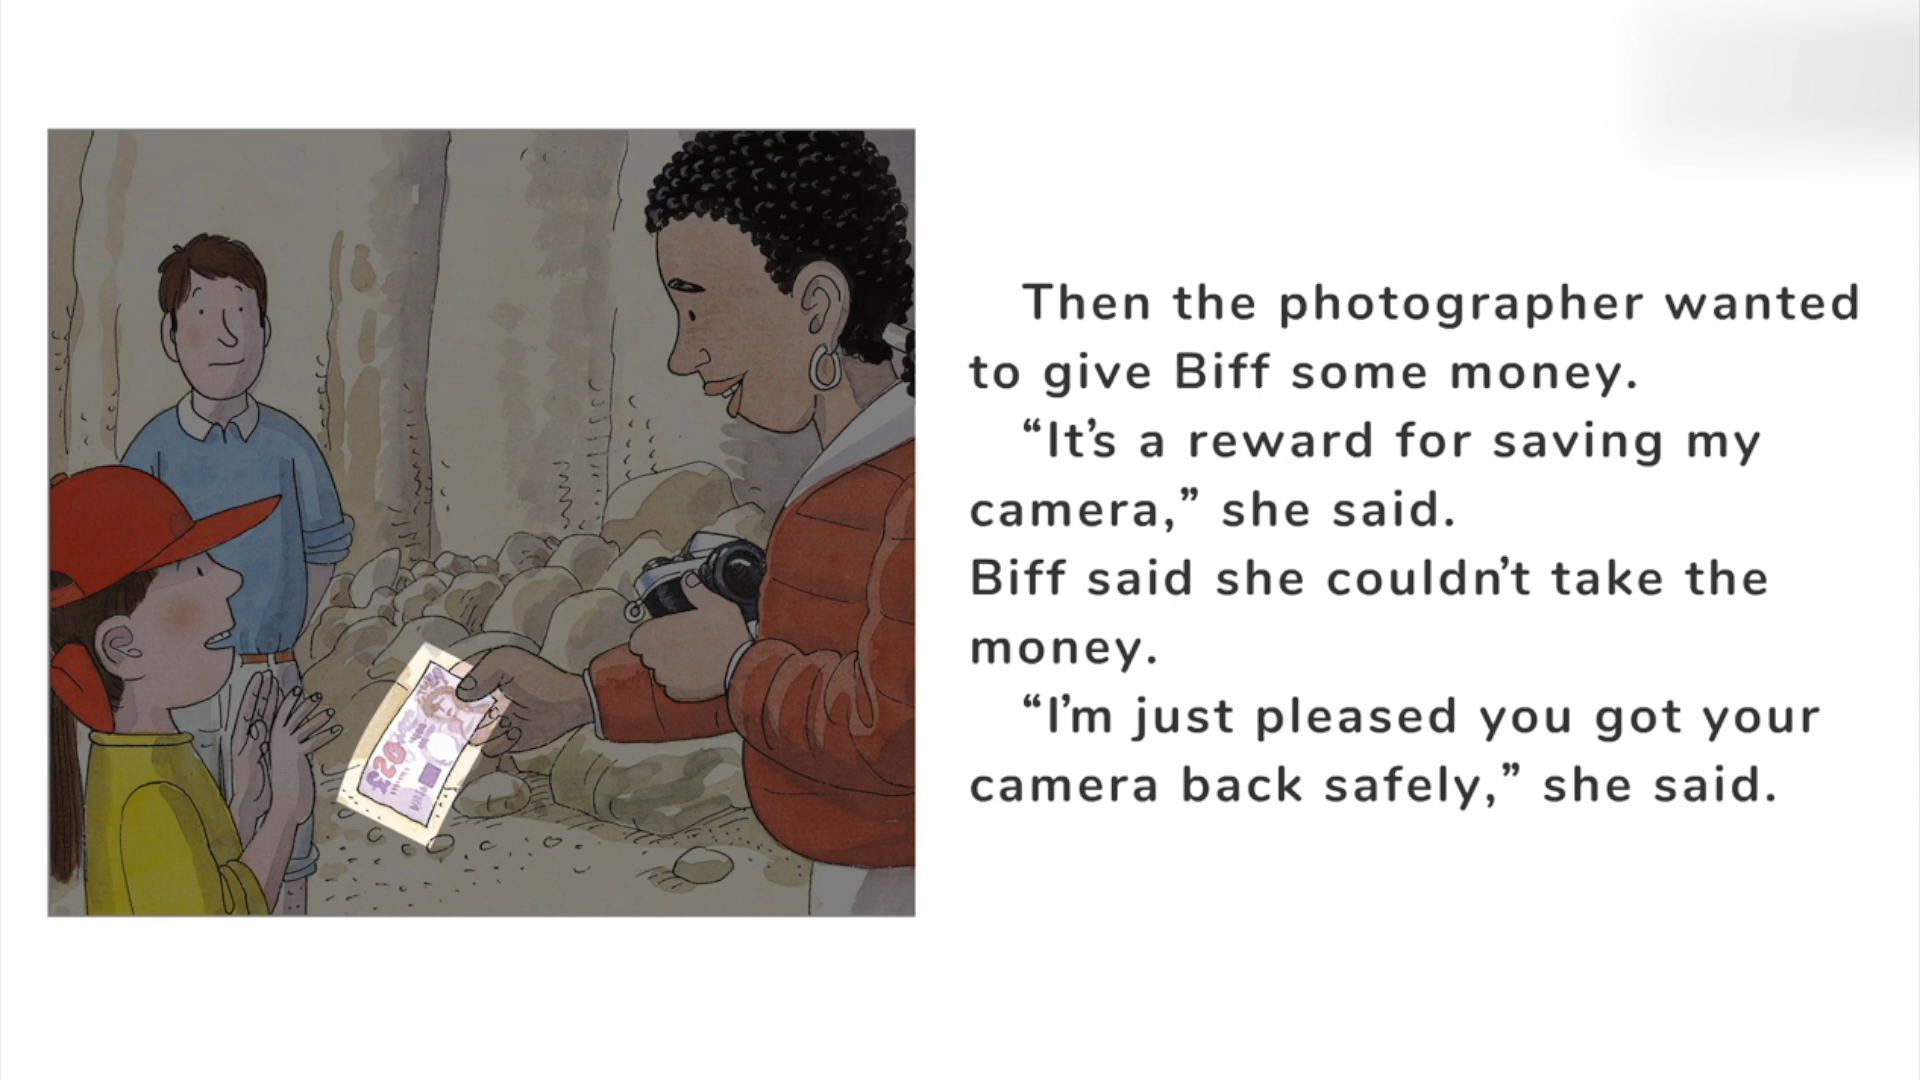 Then the photographer wanted
to give Biff some money.
“It’s a reward for saving my
camera,” she said.
Biff said she couldn’t take the
money.
“I’m just pleased you got your
camera back safely,” she said.
£20